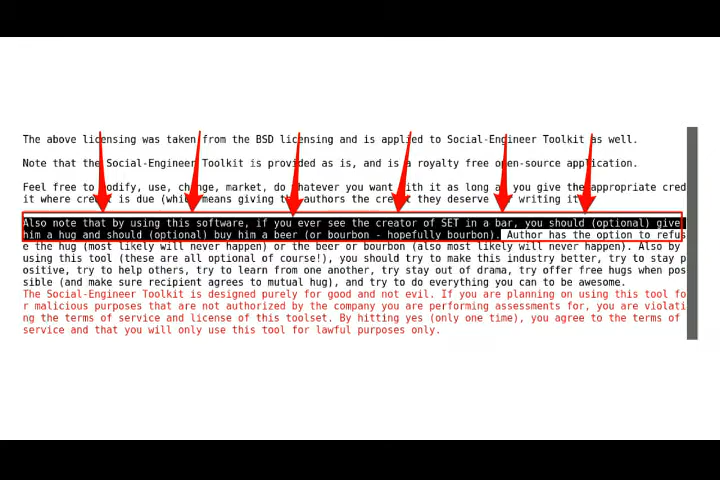 The above licensing was taken from the BSD licensing and is applied to Social-Engineer Toolkit as well.
Note that the Social-Engineer Toolkit is provided as is, and is a royalty free open-source application.
Feel free to modify, use, change, market, do whatever you want with it as long as you give the appropriate cred
it where credit is due (which means giving the authors the credit they deserve for writing it).
Also note that by using this software, if you ever see the creator of SET in a bar, you should (optional) give
him a hug and should (optional) buy him a beer (or bourbon - hopefully bourbon). Author has the option to refus
e the hug (most likely will never happen) or the beer or bourbon (also most likely will never happen). Also by
using this tool (these are all optional of course!), you should try to make this industry better, try to stay p
ositive, try to help others, try to learn from one another, try stay out of drama, try offer free hugs when pos
sible (and make sure recipient agrees to mutual hug), and try to do everything you can to be awesome.
The Social-Engineer Toolkit is designed purely for good and not evil. If you are planning on using this tool fo
r malicious purposes that are not authorized by the company you are performing assessments for, you are violati
ng the terms of service and license of this toolset. By hitting yes (only one time), you agree to the terms of
service and that you will only use this tool for lawful purposes only.